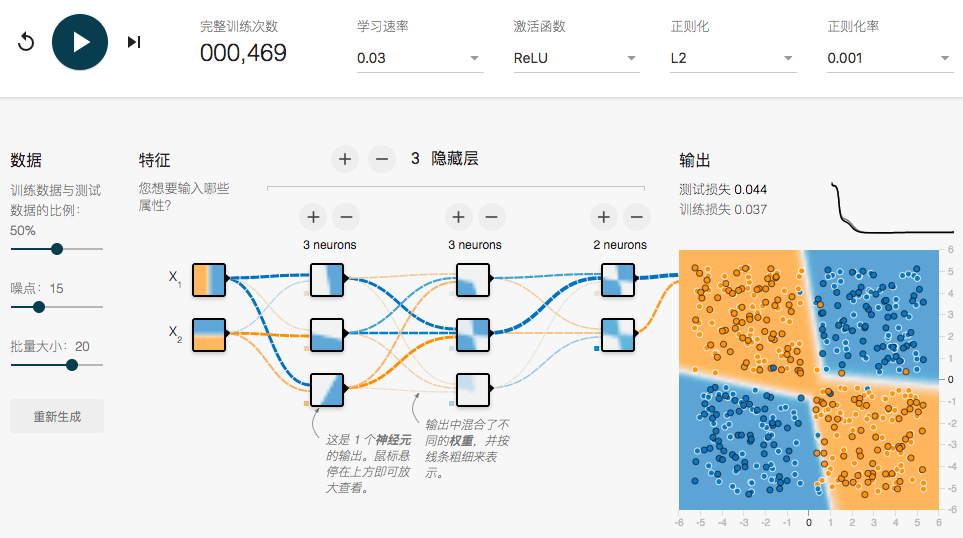 完整训练次数
000,469
学习速率
0.03
激活函数
ReLU
正则化
L2
正则化率
0.001
数据
训练数据与测试
数据的比例：
50%
噪点：15
批量大小：20
重新生成
特征
您想要输入哪些
属性？
X1
X2
3 隐藏层
3 neurons
3 neurons
2 neurons
这是 1 个神经元
的输出。鼠标悬
停在上方即可放
大查看。
输出中混合了不
同的权重，并按
线条粗细来表
示。
输出
测试损失 0.044
训练损失 0.037
6
5
4
3
2
1
0
-1
-2
-3
-4
-5
-6
-6 -5 -4 -3 -2 -1 0 1 2 3 4 5 6